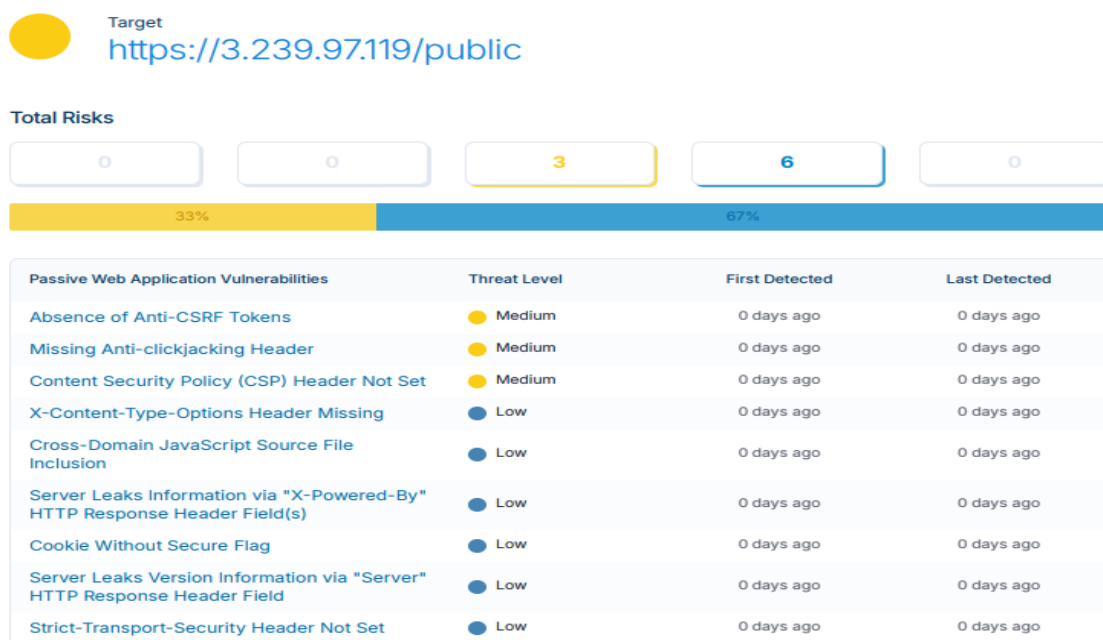 Target
https://3.239.97.119/public
Total Risks
0 0 3 6 0
33% 67%
Passive Web Application Vulnerabilities Threat Level First Detected Last Detected
Absence of Anti-CSRF Tokens Medium 0 days ago 0 days ago
Missing Anti-clickjacking Header Medium 0 days ago 0 days ago
Content Security Policy (CSP) Header Not Set Medium 0 days ago 0 days ago
X-Content-Type-Options Header Missing Low 0 days ago 0 days ago
Cross-Domain JavaScript Source File
Inclusion Low 0 days ago 0 days ago
Server Leaks Information via "X-Powered-By"
HTTP Response Header Field(s) Low 0 days ago 0 days ago
Cookie Without Secure Flag Low 0 days ago 0 days ago
Server Leaks Version Information via "Server"
HTTP Response Header Field Low 0 days ago 0 days ago
Strict-Transport-Security Header Not Set Low 0 days ago 0 days ago